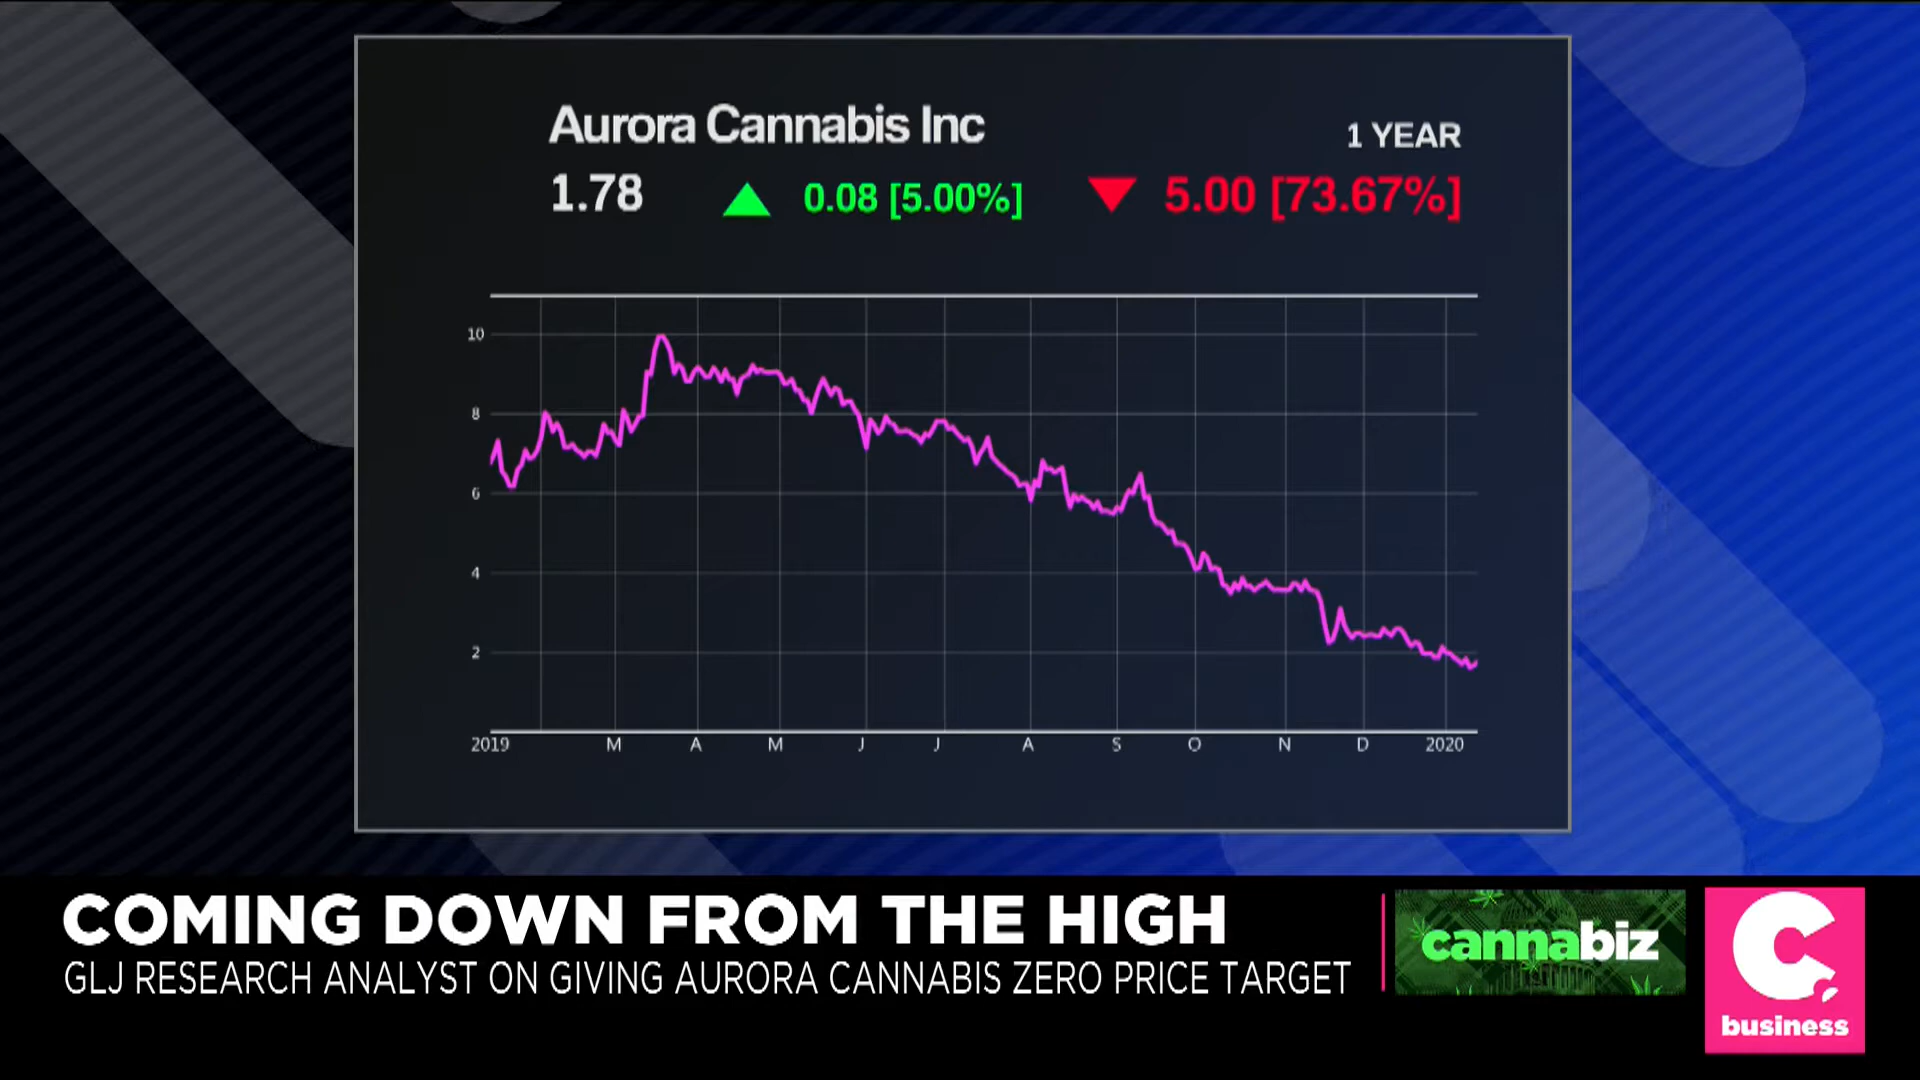 Aurora Cannabis Inc
1 YEAR
1.78 ▲ 0.08 [5.00%] ▼ 5.00 [73.67%]
10
8
6
4
2
2019 M A M J J A S O N D 2020
COMING DOWN FROM THE HIGH
GLJ RESEARCH ANALYST ON GIVING AURORA CANNABIS ZERO PRICE TARGET
cannabiz
C
business